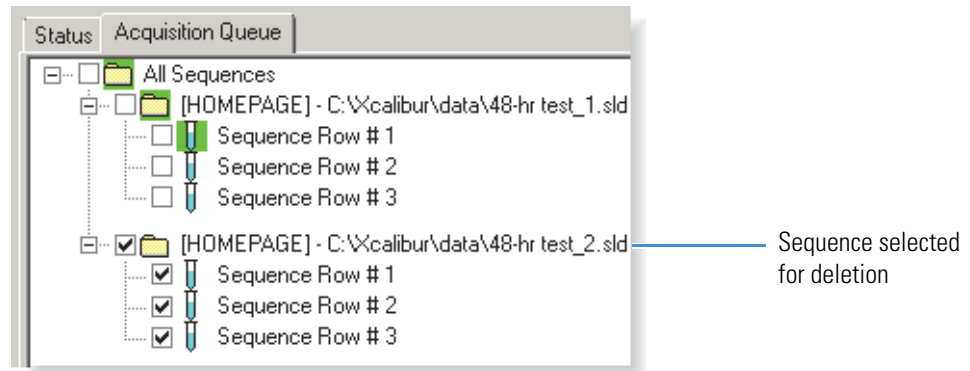 Status Acquisition Queue
All Sequences
[HOMEPAGE] - C:\Xcalibur\data\48-hr test_1.sld
Sequence Row # 1
Sequence Row # 2
Sequence Row # 3
[HOMEPAGE] - C:\Xcalibur\data\48-hr test_2.sld
Sequence selected
for deletion
Sequence Row # 1
Sequence Row # 2
Sequence Row # 3